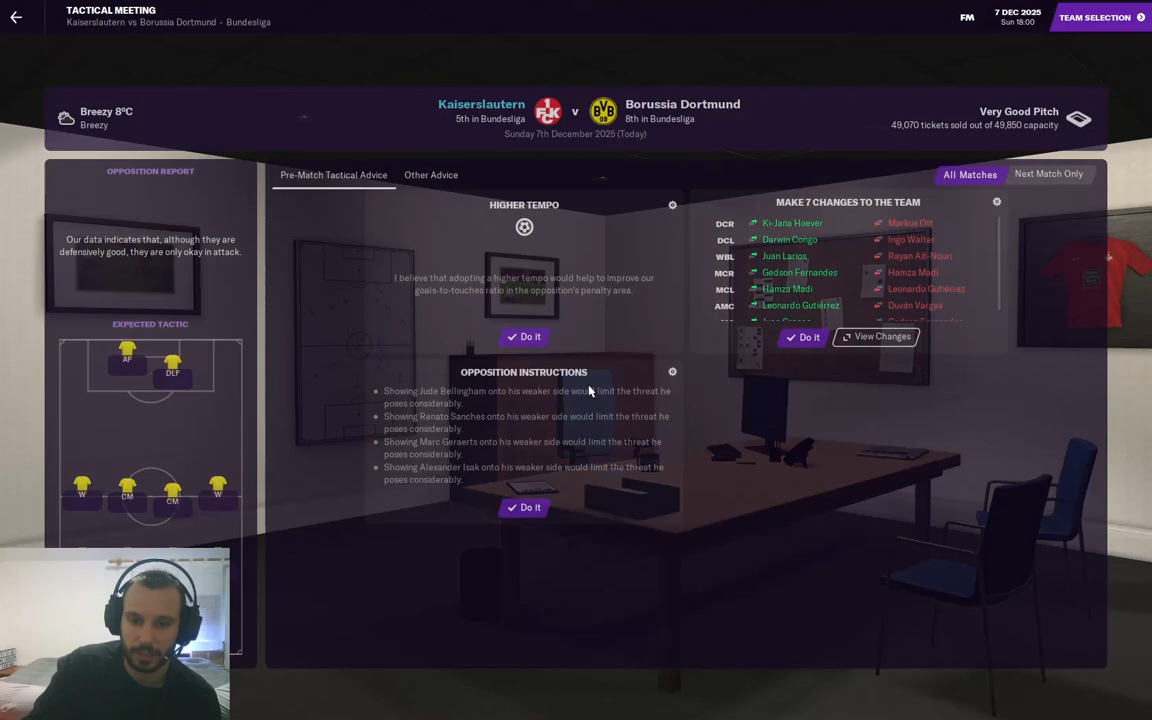 TACTICAL MEETING
Kaiserslautern vs Borussia Dortmund - Bundesliga
FM
7 DEC 2025
Sun 18:00
TEAM SELECTION
Breezy 8°C
Breezy
Kaiserslautern
5th in Bundesliga
v
Borussia Dortmund
8th in Bundesliga
Sunday 7th December 2025 (Today)
Very Good Pitch
49,070 tickets sold out of 49,850 capacity
OPPOSITION REPORT
Our data indicates that, although they are
defensively good, they are only okay in attack.
EXPECTED TACTIC
AF
DLF
W
CM
CM
W
Pre-Match Tactical Advice
Other Advice
All Matches
Next Match Only
HIGHER TEMPO
I believe that adopting a higher tempo would help to improve our
goals-to-touches ratio in the opposition's penalty area.
Do it
OPPOSITION INSTRUCTIONS
Showing Jude Bellingham onto his weaker side would limit the threat he
poses considerably.
Showing Renato Sanches onto his weaker side would limit the threat he
poses considerably.
Showing Marc Geraerts onto his weaker side would limit the threat he
poses considerably.
Showing Alexander Isak onto his weaker side would limit the threat he
poses considerably.
Do it
MAKE 7 CHANGES TO THE TEAM
DCR Ki-Jana Hoever Markus Ott
DCL Darwin Congo Ingo Walter
WBL Juan Larios Rayan Aït-Nouri
MCR Gedson Fernandes Hamza Madi
MCL Hamza Madi Leonardo Gutiérrez
AMC Leonardo Gutiérrez Duván Vargas
Do it
View Changes